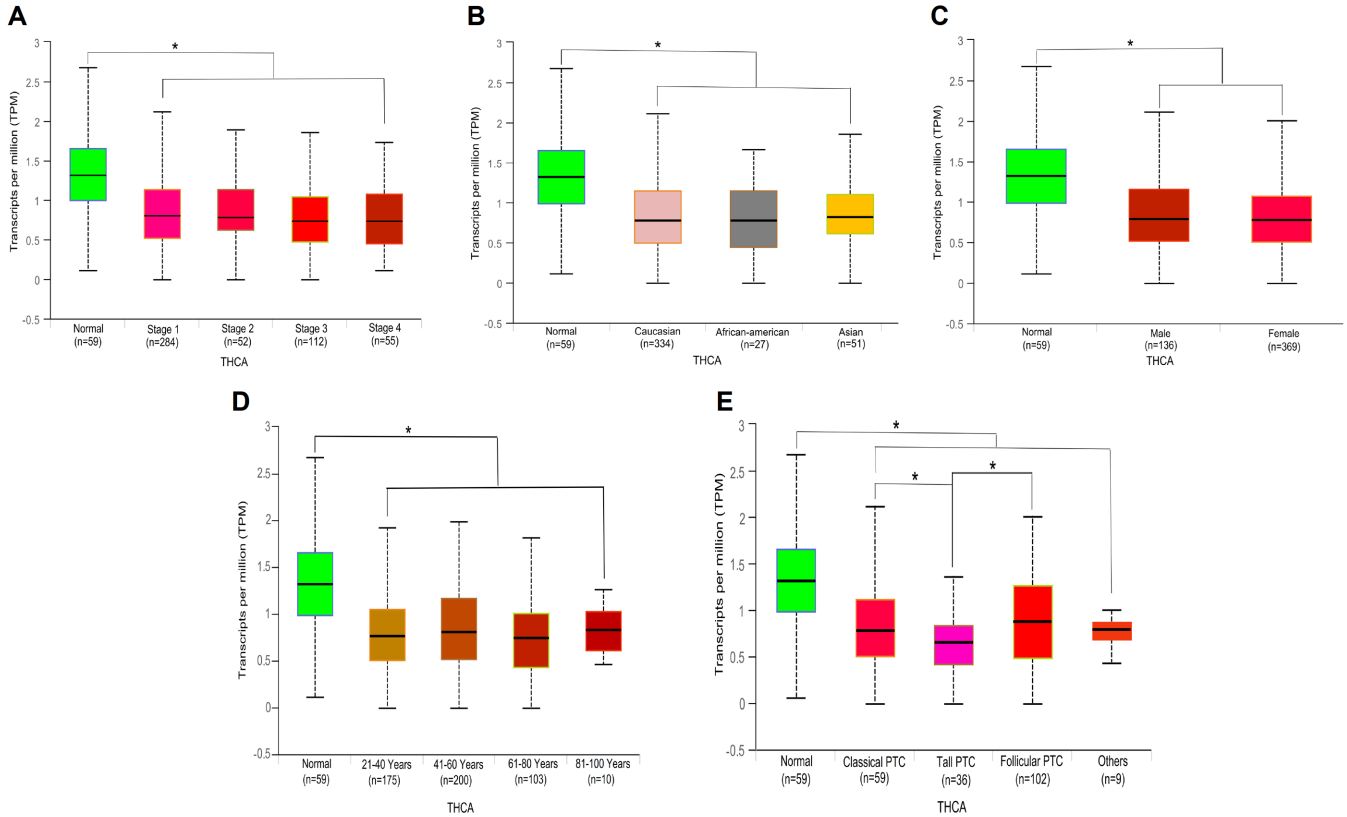 A
*
Transcripts per million (TPM)
3
2
1.5
1
0.5
0
-0.5
Normal
(n=59)
Stage 1
(n=284)
Stage 2
(n=52)
Stage 3
(n=112)
Stage 4
(n=55)
THCA
B
*
Transcripts per million (TPM)
3
2.5
2
1.5
1
0.5
0
-0.5
Normal
(n=59)
Caucasian
(n=334)
African-american
(n=27)
Asian
(n=51)
THCA
C
*
Transcripts per million (TPM)
3
2.5
2
1.5
1
0.5
0
-0.5
Normal
(n=59)
Male
(n=136)
Female
(n=369)
THCA
D
*
Transcripts per million (TPM)
3
2.5
2
1.5
1
0.5
0
-0.5
Normal
(n=59)
21-40 Years
(n=175)
41-60 Years
(n=200)
61-80 Years
(n=103)
81-100 Years
(n=10)
THCA
E
*
*
*
Transcripts per million (TPM)
3
2.5
2
1.5
1
0.5
0
-0.5
Normal
(n=59)
Classical PTC
(n=59)
Tall PTC
(n=36)
Follicular PTC
(n=102)
Others
(n=9)
THCA